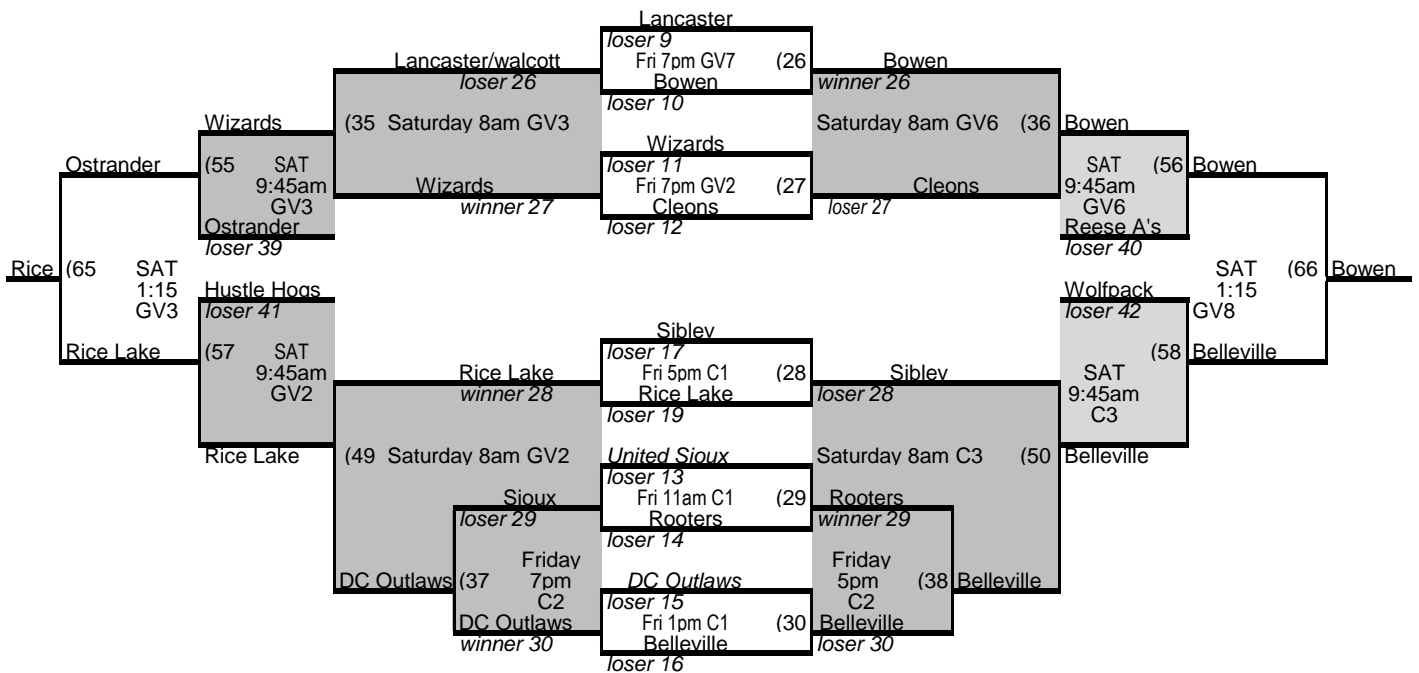 Lancaster
loser 9
Lancaster/walcott
Fri 7pm GV7 (26
Bowen
loser 26
Bowen
winner 26
loser 10
Wizards
(35 Saturday 8am GV3
Saturday 8am GV6 (36
Bowen
Wizards
loser 11
Ostrander
(55 SAT
9:45am
GV3
Wizards
winner 27
Fri 7pm GV2 (27
Cleons
Cleons
loser 27
SAT (56
9:45am
GV6
Bowen
Ostrander
loser 39
loser 12
Reese A's
loser 40
Rice
(65 SAT
1:15
GV3
SAT (66
1:15
GV8
Bowen
Hustle Hogs
loser 41
Wolfpack
loser 42
Sibley
loser 17
Rice Lake
(57 SAT
9:45am
GV2
Rice Lake
winner 28
Fri 5pm C1 (28
Rice Lake
Sibley
loser 28
(58
SAT
9:45am
C3
Belleville
loser 19
Rice Lake
(49 Saturday 8am GV2
United Sioux
Saturday 8am C3 (50
Belleville
loser 13
Sioux
loser 29
Fri 11am C1 (29
Rooters
Rooters
winner 29
loser 14
DC Outlaws
(37 Friday
7pm
C2
DC Outlaws
loser 15
Friday
5pm (38
C2
Belleville
DC Outlaws
winner 30
Fri 1pm C1 (30
Belleville
Belleville
loser 30
loser 16